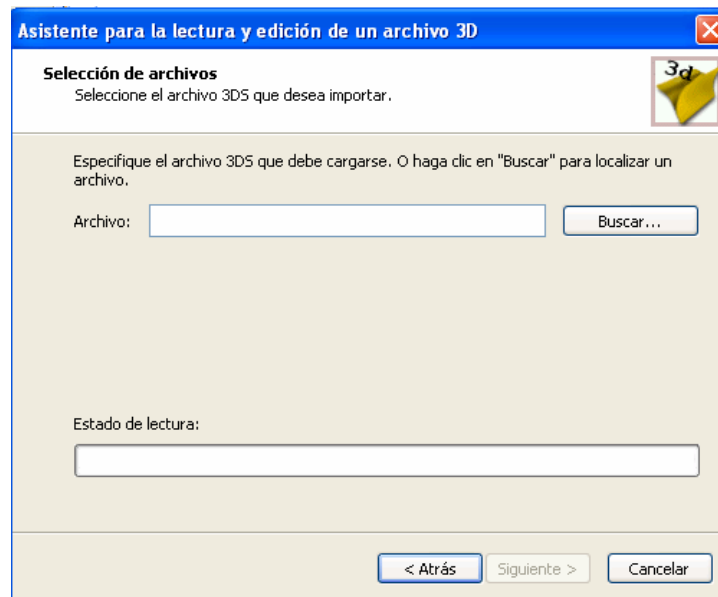 Asistente para la lectura y edición de un archivo 3D
Selección de archivos
Seleccione el archivo 3DS que desea importar.
3d
Especifique el archivo 3DS que debe cargarse. O haga clic en "Buscar" para localizar un
archivo.
Archivo:
Buscar...
Estado de lectura:
< Atrás
Siguiente >
Cancelar